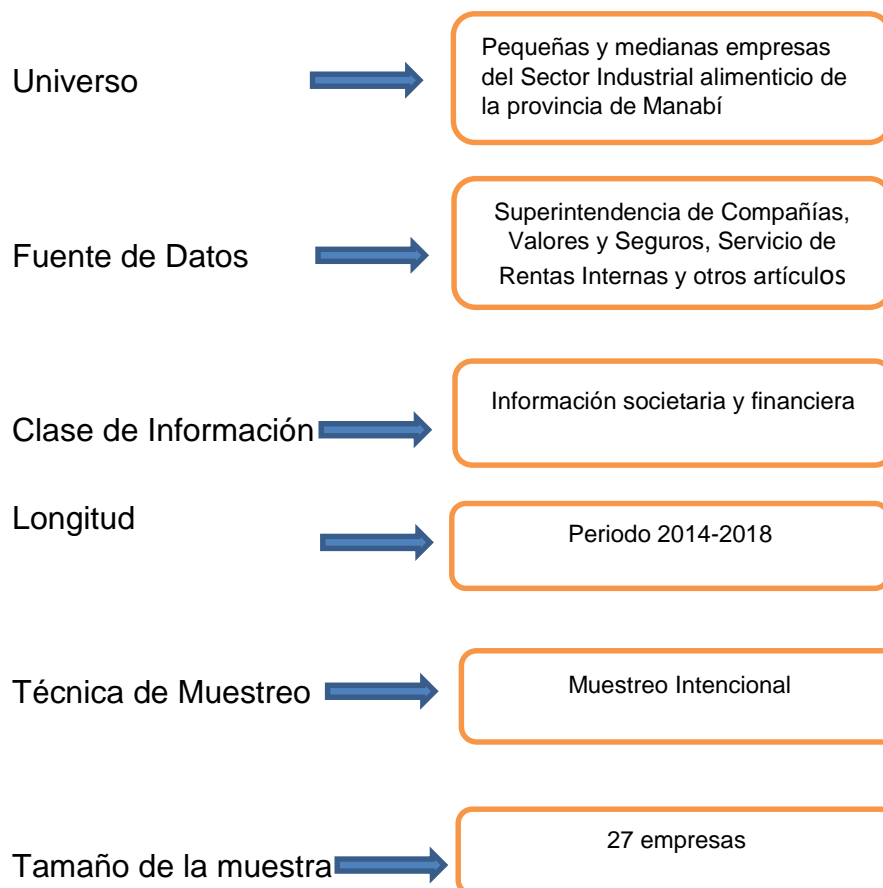 Universo
Pequeñas y medianas empresas
del Sector Industrial alimenticio de
la provincia de Manabí
Fuente de Datos
Superintendencia de Compañías,
Valores y Seguros, Servicio de
Rentas Internas y otros artículos
Clase de Información
Información societaria y financiera
Longitud
Periodo 2014-2018
Técnica de Muestreo
Muestreo Intencional
Tamaño de la muestra
27 empresas